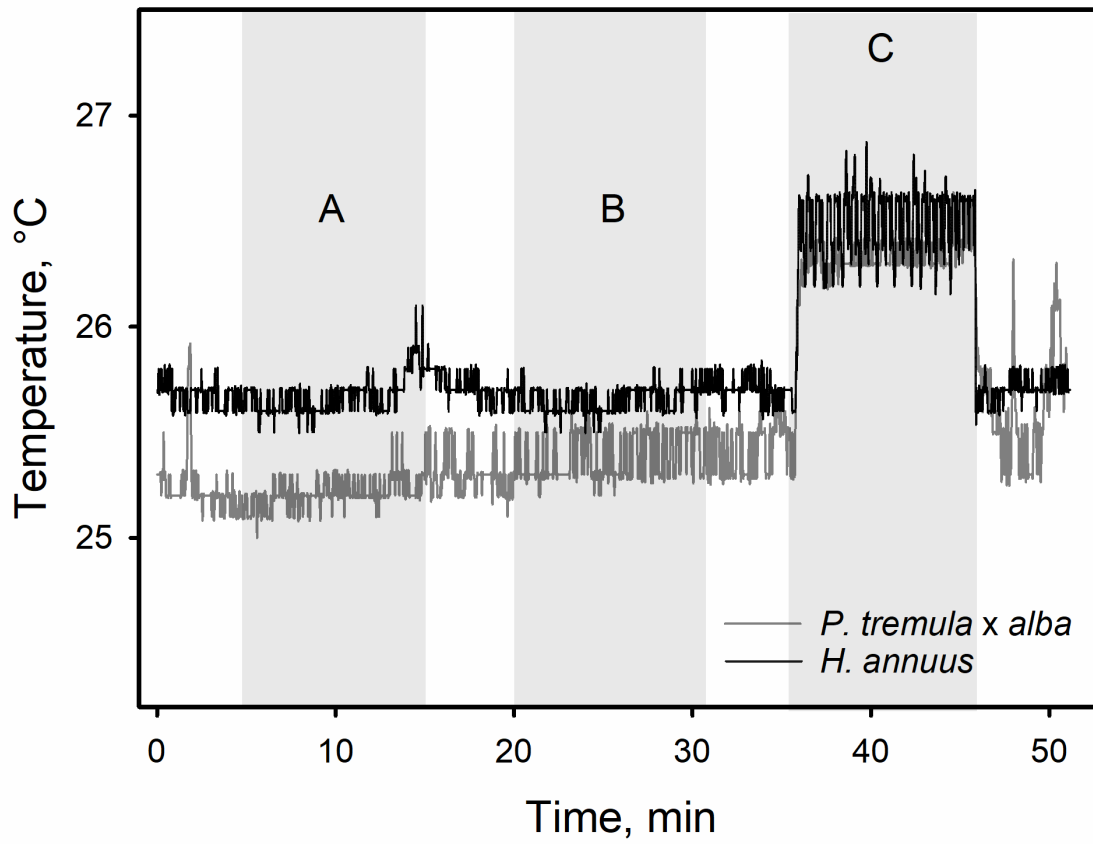 C
27
A
B
Temperature, °C
26
25
P. tremula x alba
H. annuus
0 10 20 30 40 50
Time, min